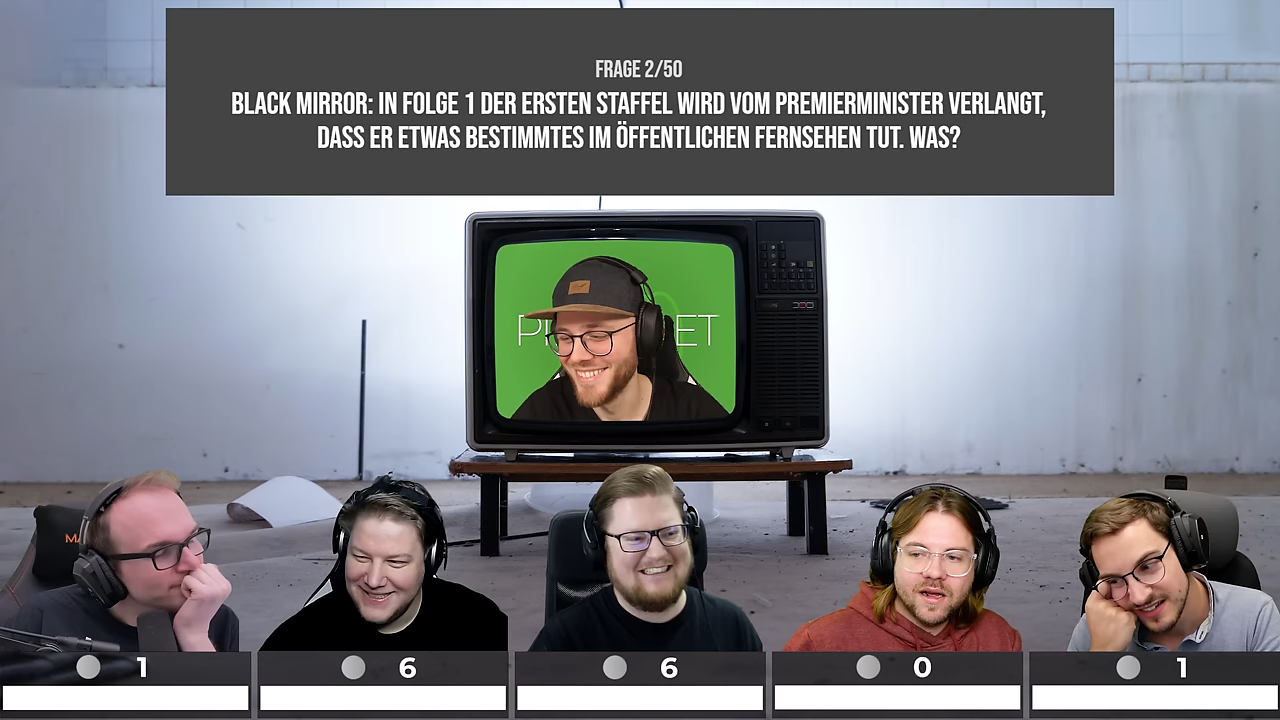 FRAGE 2/50
BLACK MIRROR: IN FOLGE 1 DER ERSTEN STAFFEL WIRD VOM PREMIERMINISTER VERLANGT,
DASS ER ETWAS BESTIMMTES IM ÖFFENTLICHEN FERNSEHEN TUT. WAS?
1
6
6
0
1